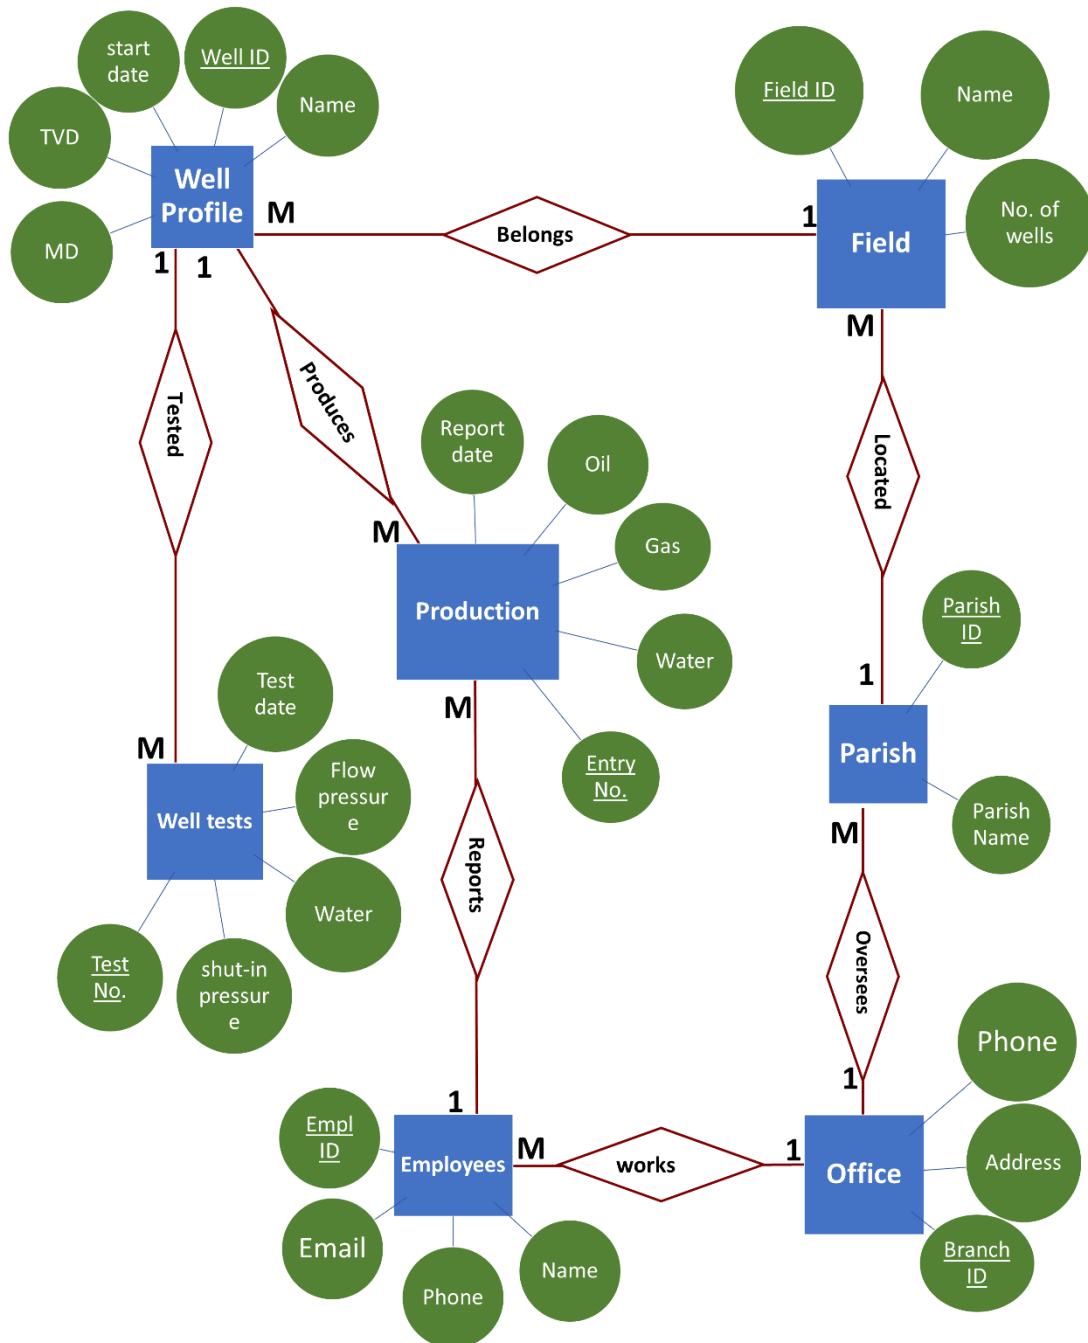 start
date
Well ID
Name
TVD
MD
Well
Profile
M
1
1
Belongs
1
Field ID
Name
No. of
wells
Field
M
Tested
Produces
Located
Report
date
Oil
Gas
Water
Entry
No.
M
Production
M
Parish
ID
1
Parish
Parish
Name
M
Test
date
Flow
pressur
e
Water
shut-in
pressur
e
Test
No.
M
Well tests
Reports
Oversees
1
1
Empl
ID
Email
Phone
Name
Employees
M
works
1
Office
Phone
Address
Branch
ID